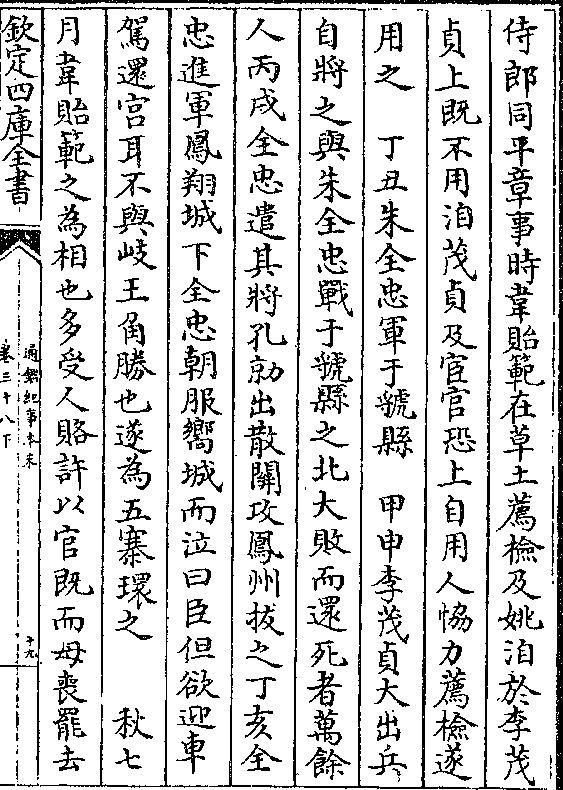 侍郎同平章事時韋貽範在草土薦檢及姚洎於李茂
貞上既不用洎茂貞及宦官恐上自用人恊力薦檢遂
用之　丁丑朱全忠軍于虢縣　甲申李茂貞大出兵
自將之與朱全忠戰于虢縣之北大敗而還死者萬餘
人丙戌全忠遣其將孔勍出散關攻鳳州拔之丁亥全
忠進軍鳳翔城下全忠朝服嚮城而泣曰臣但欲迎車
駕還宫耳不與岐王角勝也遂為五寨環之　秋七
月韋貽範之為相也多受人賂許以官既而母喪罷去
欽定四庫全書
通鑑紀事本末
卷三十八下
十九